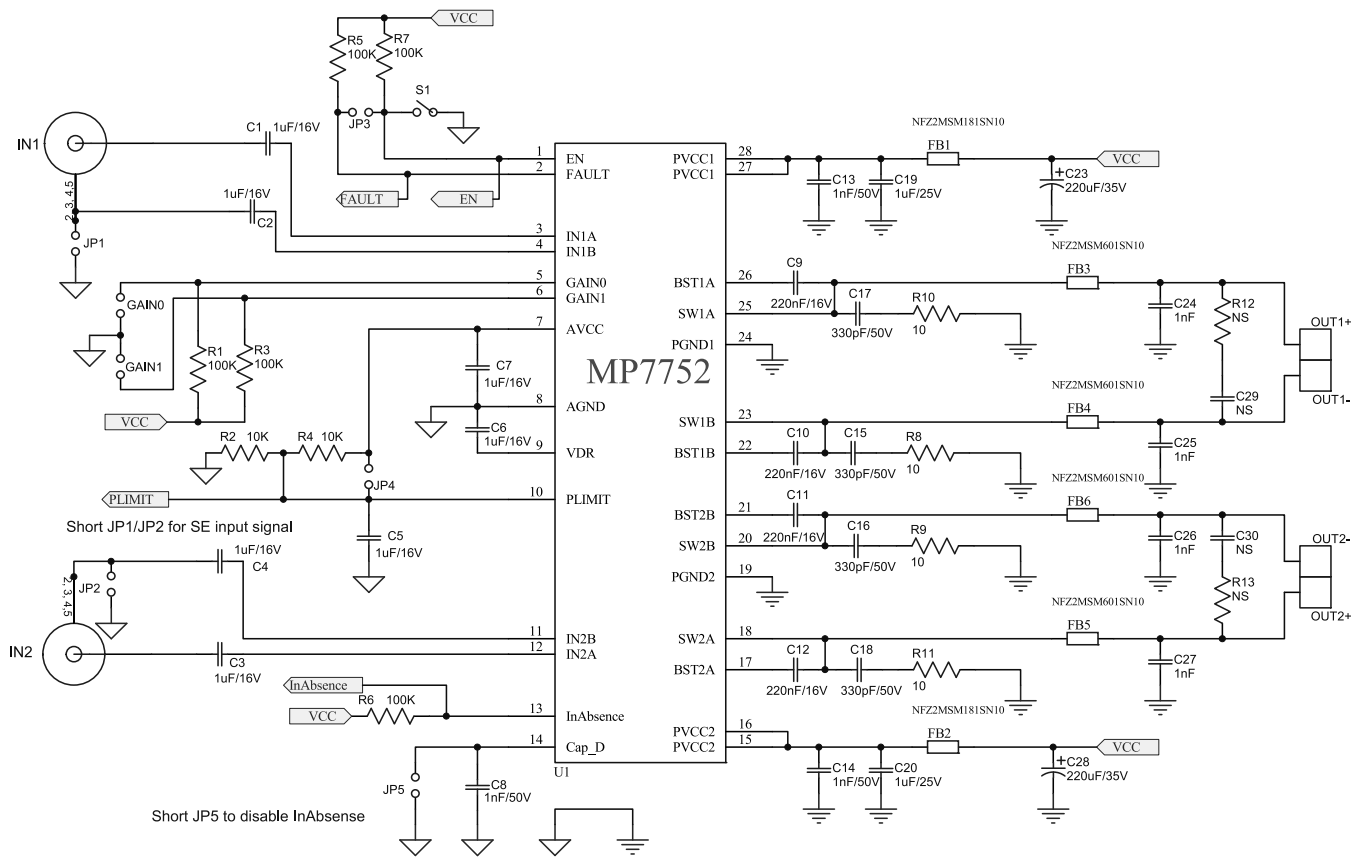 VCC
R5
100K
R7
100K
S1
JP3
IN1
C1
1uF/16V
2, 3, 4,5
1uF/16V
C2
JP1
FAULT
EN
1
EN
2
FAULT
3
IN1A
4
IN1B
5
GAIN0
6
GAIN1
7
AVCC
8
AGND
9
VDR
10
PLIMIT
11
IN2B
12
IN2A
13
InAbsence
14
Cap_D
U1
MP7752
GAIN0
GAIN1
R1
100K
R3
100K
VCC
C7
1uF/16V
C6
1uF/16V
R2
10K
R4
10K
JP4
PLIMIT
C5
1uF/16V
Short JP1/JP2 for SE input signal
1uF/16V
C4
2, 3, 4,5
JP2
IN2
C3
1uF/16V
InAbsence
VCC
R6
100K
JP5
C8
1nF/50V
Short JP5 to disable InAbsense
PVCC1
28
PVCC1
27
BST1A
26
SW1A
25
PGND1
24
SW1B
23
BST1B
22
BST2B
21
SW2B
20
PGND2
19
SW2A
18
BST2A
17
PVCC2
16
PVCC2
15
NFZ2MSM181SN10
FB1
C13
1nF/50V
C19
1uF/25V
C23
220uF/35V
VCC
NFZ2MSM601SN10
FB3
C9
220nF/16V
C17
330pF/50V
R10
10
C24
1nF
R12
NS
OUT1+
C29
NS
OUT1-
NFZ2MSM601SN10
FB4
C10
220nF/16V
C15
330pF/50V
R8
10
C25
1nF
NFZ2MSM601SN10
FB6
C11
220nF/16V
C16
330pF/50V
R9
10
C26
1nF
C30
NS
OUT2-
R13
NS
OUT2+
NFZ2MSM601SN10
FB5
C12
220nF/16V
C18
330pF/50V
R11
10
C27
1nF
NFZ2MSM181SN10
FB2
C14
1nF/50V
C20
1uF/25V
C28
220uF/35V
VCC